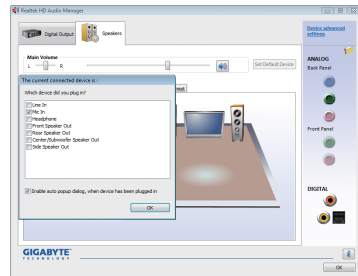 Realtek HD Audio Manager
Digital Output
Speakers
Device advanced
settings
Main Volume
L
R
Set Default Device
ANALOG
Back Panel
The current connected device is :
Which device did you plug in?
Line In
Mic In
Headphone
Front Speaker Out
Rear Speaker Out
Center/Subwoofer Speaker Out
Side Speaker Out
Front Panel
Enable auto popup dialog, when device has been plugged in
OK
DIGITAL
GIGABYTE
TECHNOLOGY
OK